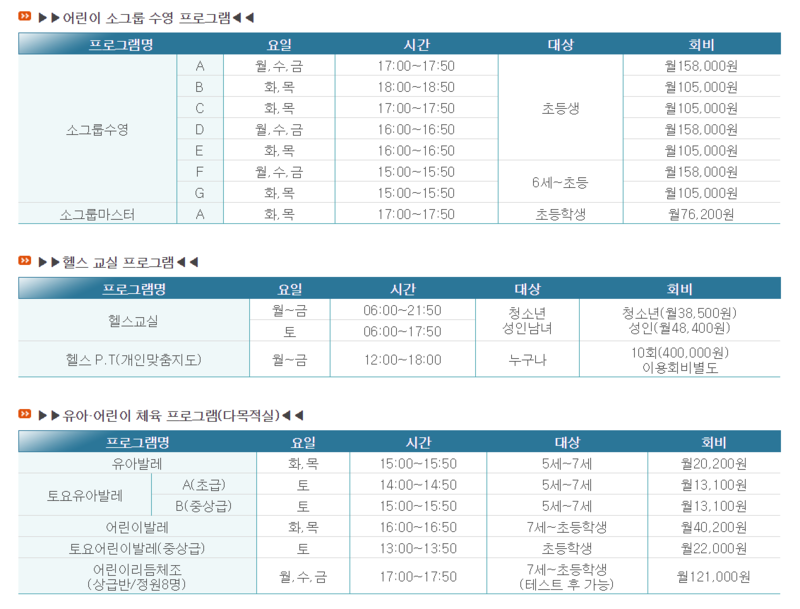 ▶▶어린이 소그룹 수영 프로그램◀◀
프로그램명 요일 시간 대상 회비
소그룹수영 A 월,수,금 17:00~17:50 초등생 월158,000원
B 화,목 18:00~18:50 월105,000원
C 화,목 17:00~17:50 월105,000원
D 월,수,금 16:00~16:50 월158,000원
E 화,목 16:00~16:50 월105,000원
F 월,수,금 15:00~15:50 6세~초등 월158,000원
G 화,목 15:00~15:50 월105,000원
소그룹마스터 A 화,목 17:00~17:50 초등학생 월76,200원
▶▶헬스 교실 프로그램◀◀
프로그램명 요일 시간 대상 회비
헬스교실 월~금 06:00~21:50 청소년 청소년(월38,500원)
토 06:00~17:50 성인남녀 성인(월48,400원)
헬스 P.T(개인맞춤지도) 월~금 12:00~18:00 누구나 10회(400,000원)
이용회비별도
▶▶유아·어린이 체육 프로그램(다목적실)◀◀
프로그램명 요일 시간 대상 회비
유아발레 화,목 15:00~15:50 5세~7세 월20,200원
토요유아발레 A(초급) 토 14:00~14:50 5세~7세 월13,100원
B(중상급) 토 15:00~15:50 5세~7세 월13,100원
어린이발레 화,목 16:00~16:50 7세~초등학생 월40,200원
토요어린이발레(중상급) 토 13:00~13:50 초등학생 월22,000원
어린이리듬체조 월,수,금 17:00~17:50 7세~초등학생 월121,000원
(상급반/정원8명) (테스트 후 가능)